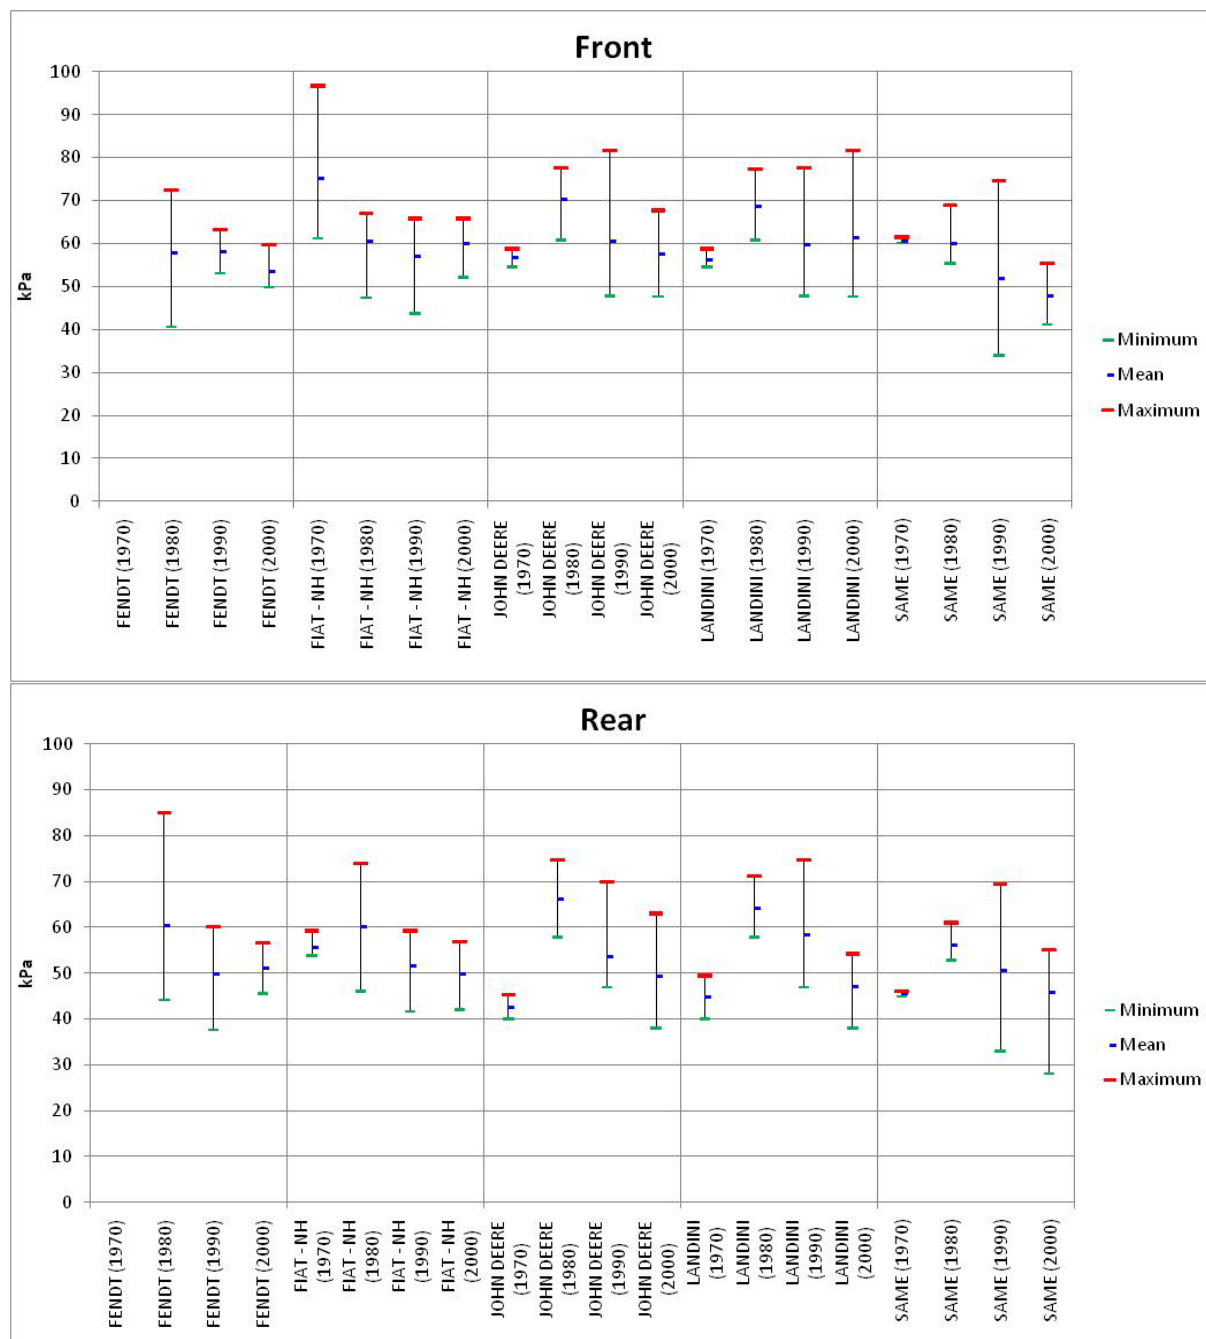 Front
100
90
80
70
60
50
40
30
20
10
0
kPa
FENDT (1970)
FENDT (1980)
FENDT (1990)
FENDT (2000)
FIAT - NH (1970)
FIAT - NH (1980)
FIAT - NH (1990)
FIAT - NH (2000)
JOHN DEERE
(1970)
JOHN DEERE
(1980)
JOHN DEERE
(1990)
JOHN DEERE
(2000)
LANDINI (1970)
LANDINI (1980)
LANDINI (1990)
LANDINI (2000)
SAME (1970)
SAME (1980)
SAME (1990)
SAME (2000)
Minimum
Mean
Maximum
Rear
100
90
80
70
60
50
40
30
20
10
0
kPa
FENDT (1970)
FENDT (1980)
FENDT (1990)
FENDT (2000)
FIAT - NH
(1970)
FIAT - NH
(1980)
FIAT - NH
(1990)
FIAT - NH
(2000)
JOHN DEERE
(1970)
JOHN DEERE
(1980)
JOHN DEERE
(1990)
JOHN DEERE
(2000)
LANDINI
(1970)
LANDINI
(1980)
LANDINI
(1990)
LANDINI
(2000)
SAME (1970)
SAME (1980)
SAME (1990)
SAME (2000)
Minimum
Mean
Maximum